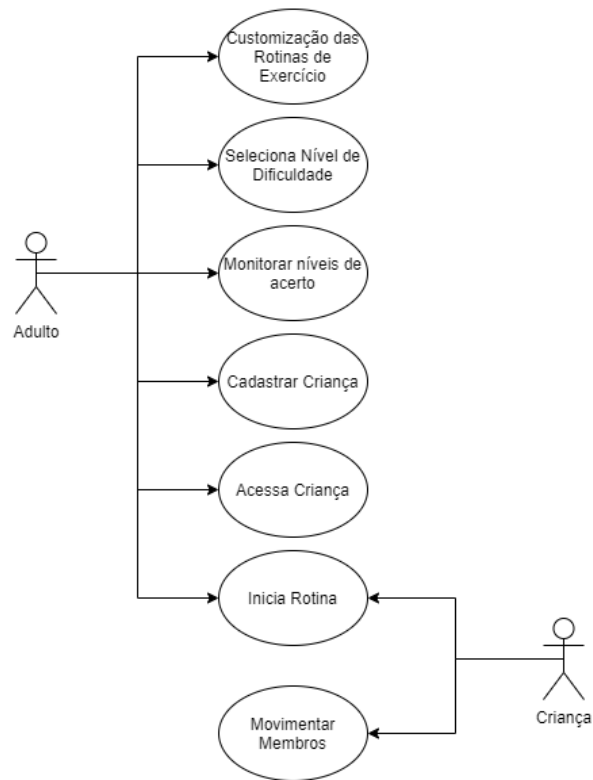 Customização das
Rotinas de
Exercício
Seleciona Nível de
Dificuldade
Monitorar níveis de
acerto
Adulto
Cadastrar Criança
Acessa Criança
Inicia Rotina
Criança
Movimentar
Membros